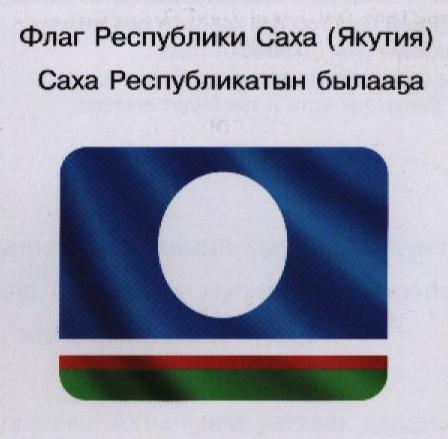 Флаг Республики Саха (Якутия)
Саха Республикатын былааҕа